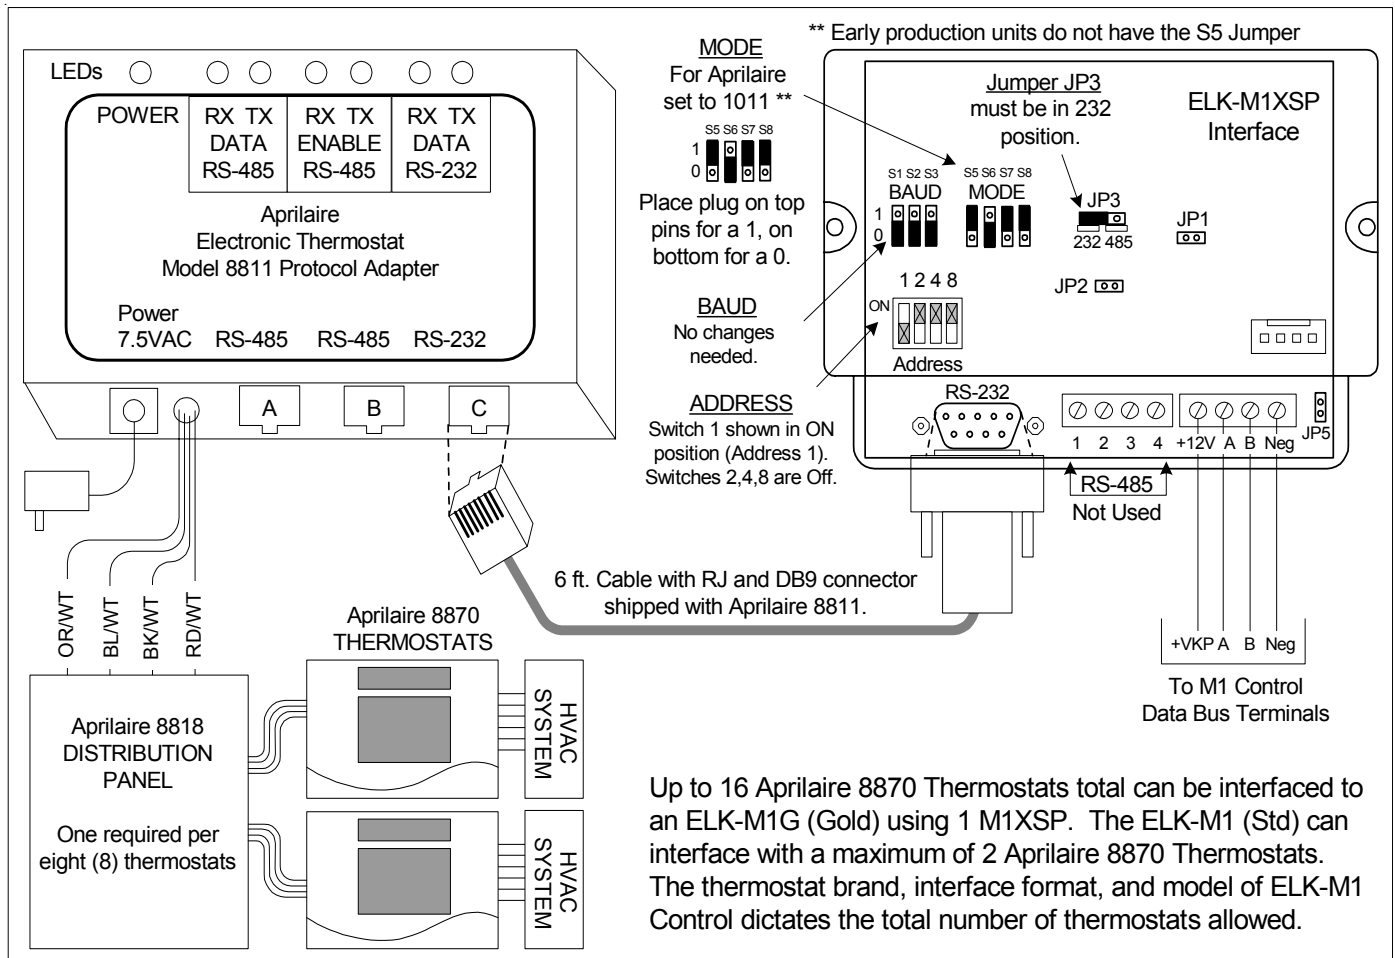 ** Early production units do not have the S5 Jumper
LEDs
POWER
RX TX
DATA
RS-485
RX TX
ENABLE
RS-485
RX TX
DATA
RS-232
Aprilaire
Electronic Thermostat
Model 8811 Protocol Adapter
Power
7.5VAC
RS-485
RS-485
RS-232
A
B
C
MODE
For Aprilaire
set to 1011 **
S5 S6 S7 S8
1
0
Place plug on top
pins for a 1, on
bottom for a 0.
BAUD
No changes
needed.
ADDRESS
Switch 1 shown in ON
position (Address 1).
Switches 2,4,8 are Off.
Jumper JP3
must be in 232
position.
ELK-M1XSP
Interface
S1 S2 S3
BAUD
1
0
S5 S6 S7 S8
MODE
JP3
232 485
JP1
JP2
1 2 4 8
ON
Address
RS-232
1 2 3 4
+12V A B Neg
JP5
RS-485
Not Used
+VKP A B Neg
To M1 Control
Data Bus Terminals
6 ft. Cable with RJ and DB9 connector
shipped with Aprilaire 8811.
OR/WT
BL/WT
BK/WT
RD/WT
Aprilaire 8818
DISTRIBUTION
PANEL
One required per
eight (8) thermostats
Aprilaire 8870
THERMOSTATS
HVAC
SYSTEM
HVAC
SYSTEM
Up to 16 Aprilaire 8870 Thermostats total can be interfaced to
an ELK-M1G (Gold) using 1 M1XSP. The ELK-M1 (Std) can
interface with a maximum of 2 Aprilaire 8870 Thermostats.
The thermostat brand, interface format, and model of ELK-M1
Control dictates the total number of thermostats allowed.